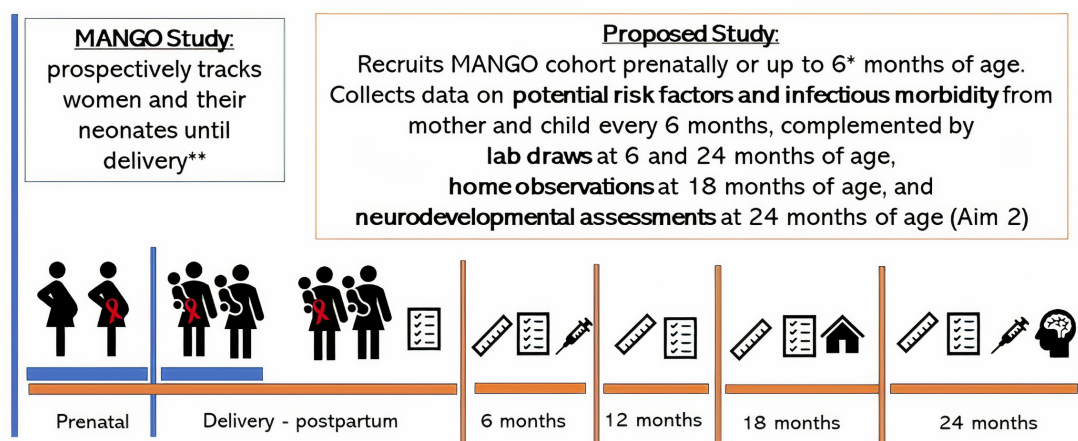 MANGO Study:
prospectively tracks
women and their
neonates until
delivery**
Proposed Study:
Recruits MANGO cohort prenatally or up to 6* months of age.
Collects data on potential risk factors and infectious morbidity from
mother and child every 6 months, complemented by
lab draws at 6 and 24 months of age,
home observations at 18 months of age, and
neurodevelopmental assessments at 24 months of age (Aim 2)
Prenatal
Delivery - postpartum
6 months
12 months
18 months
24 months